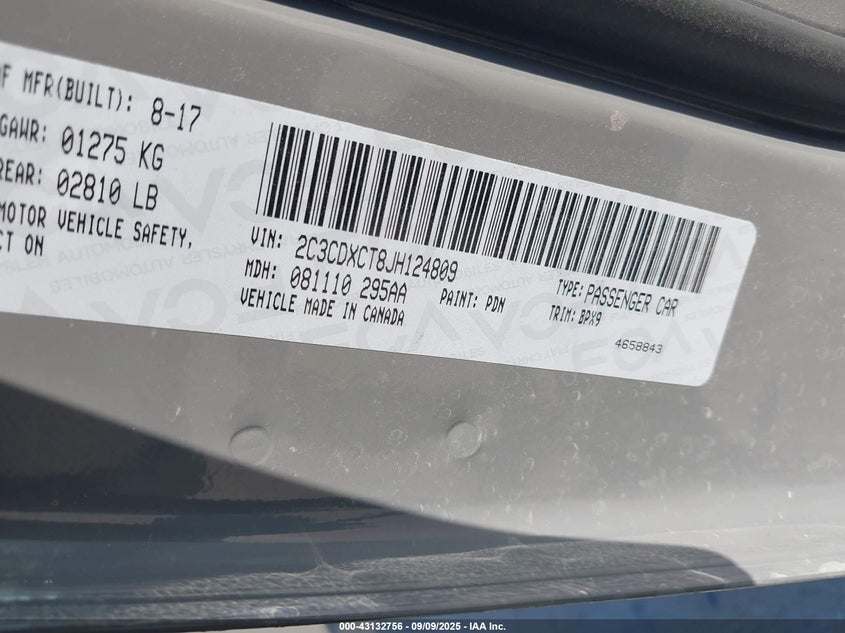 OF MFR(BUILT): 8-17
GAWR: 01275 KG
REAR: 02810 LB
MOTOR VEHICLE SAFETY,
CT ON
VIN: 2C3CDXCT8JH124809
MDH: 081110 295AA
PAINT: PDN
VEHICLE MADE IN CANADA
TYPE: PASSENGER CAR
TRIM: BPX9
4658843
000-43132756 - 09/09/2025 - IAA Inc.